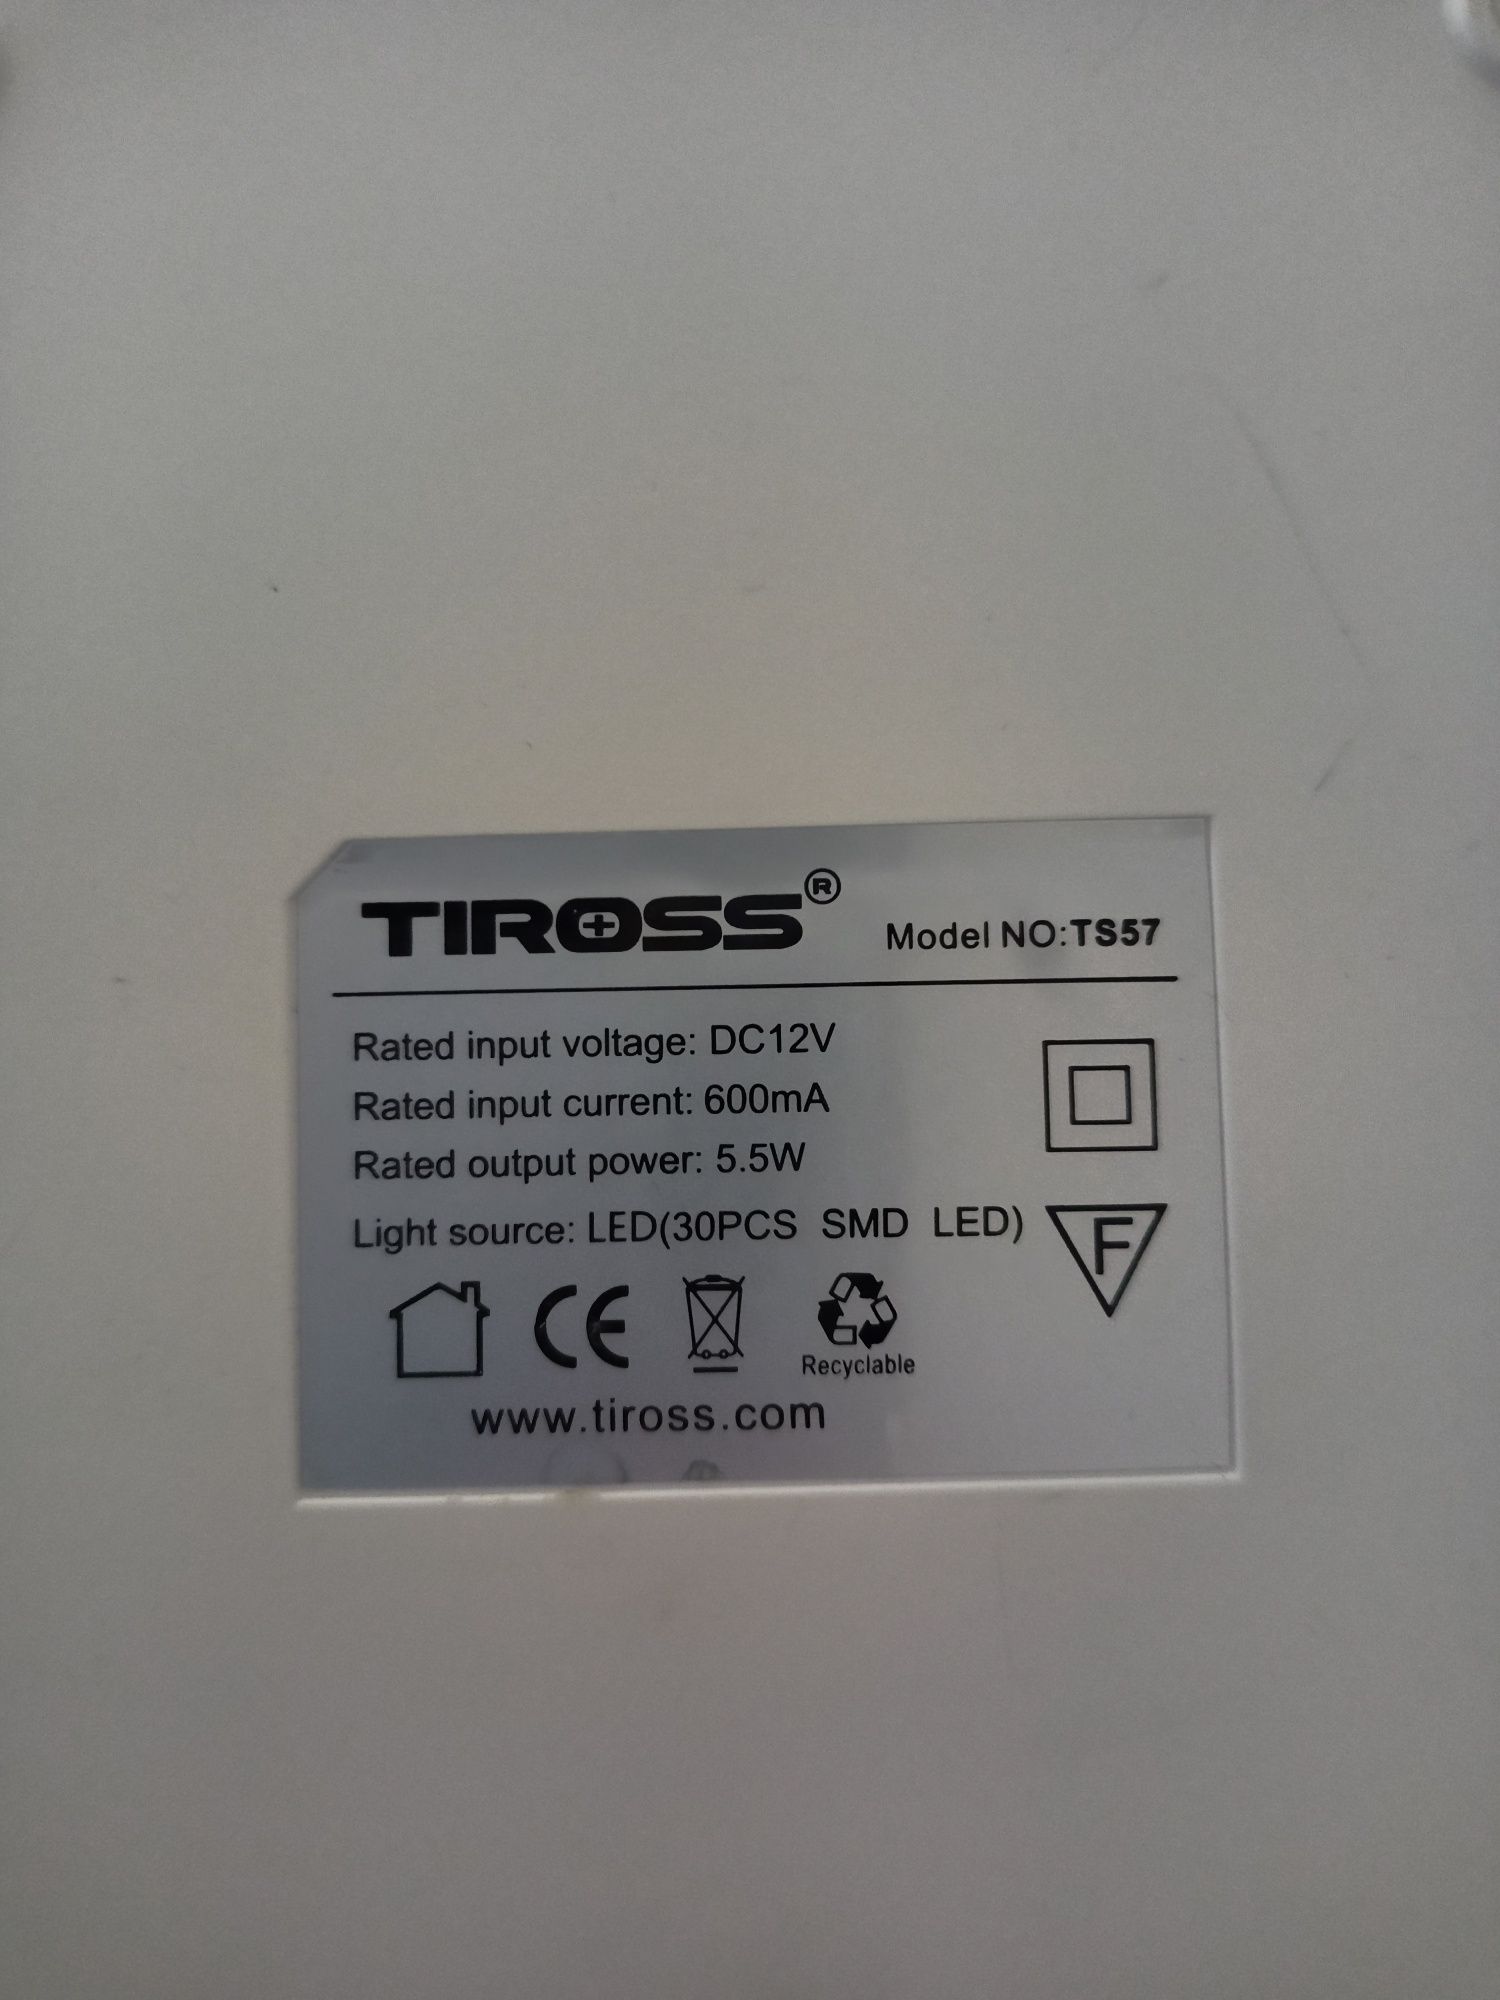 TIROSS® Model NO:TS57
Rated input voltage: DC12V
Rated input current: 600mA
Rated output power: 5.5W
Light source: LED(30PCS SMD LED)
F
CE
Recyclable
www.tiross.com